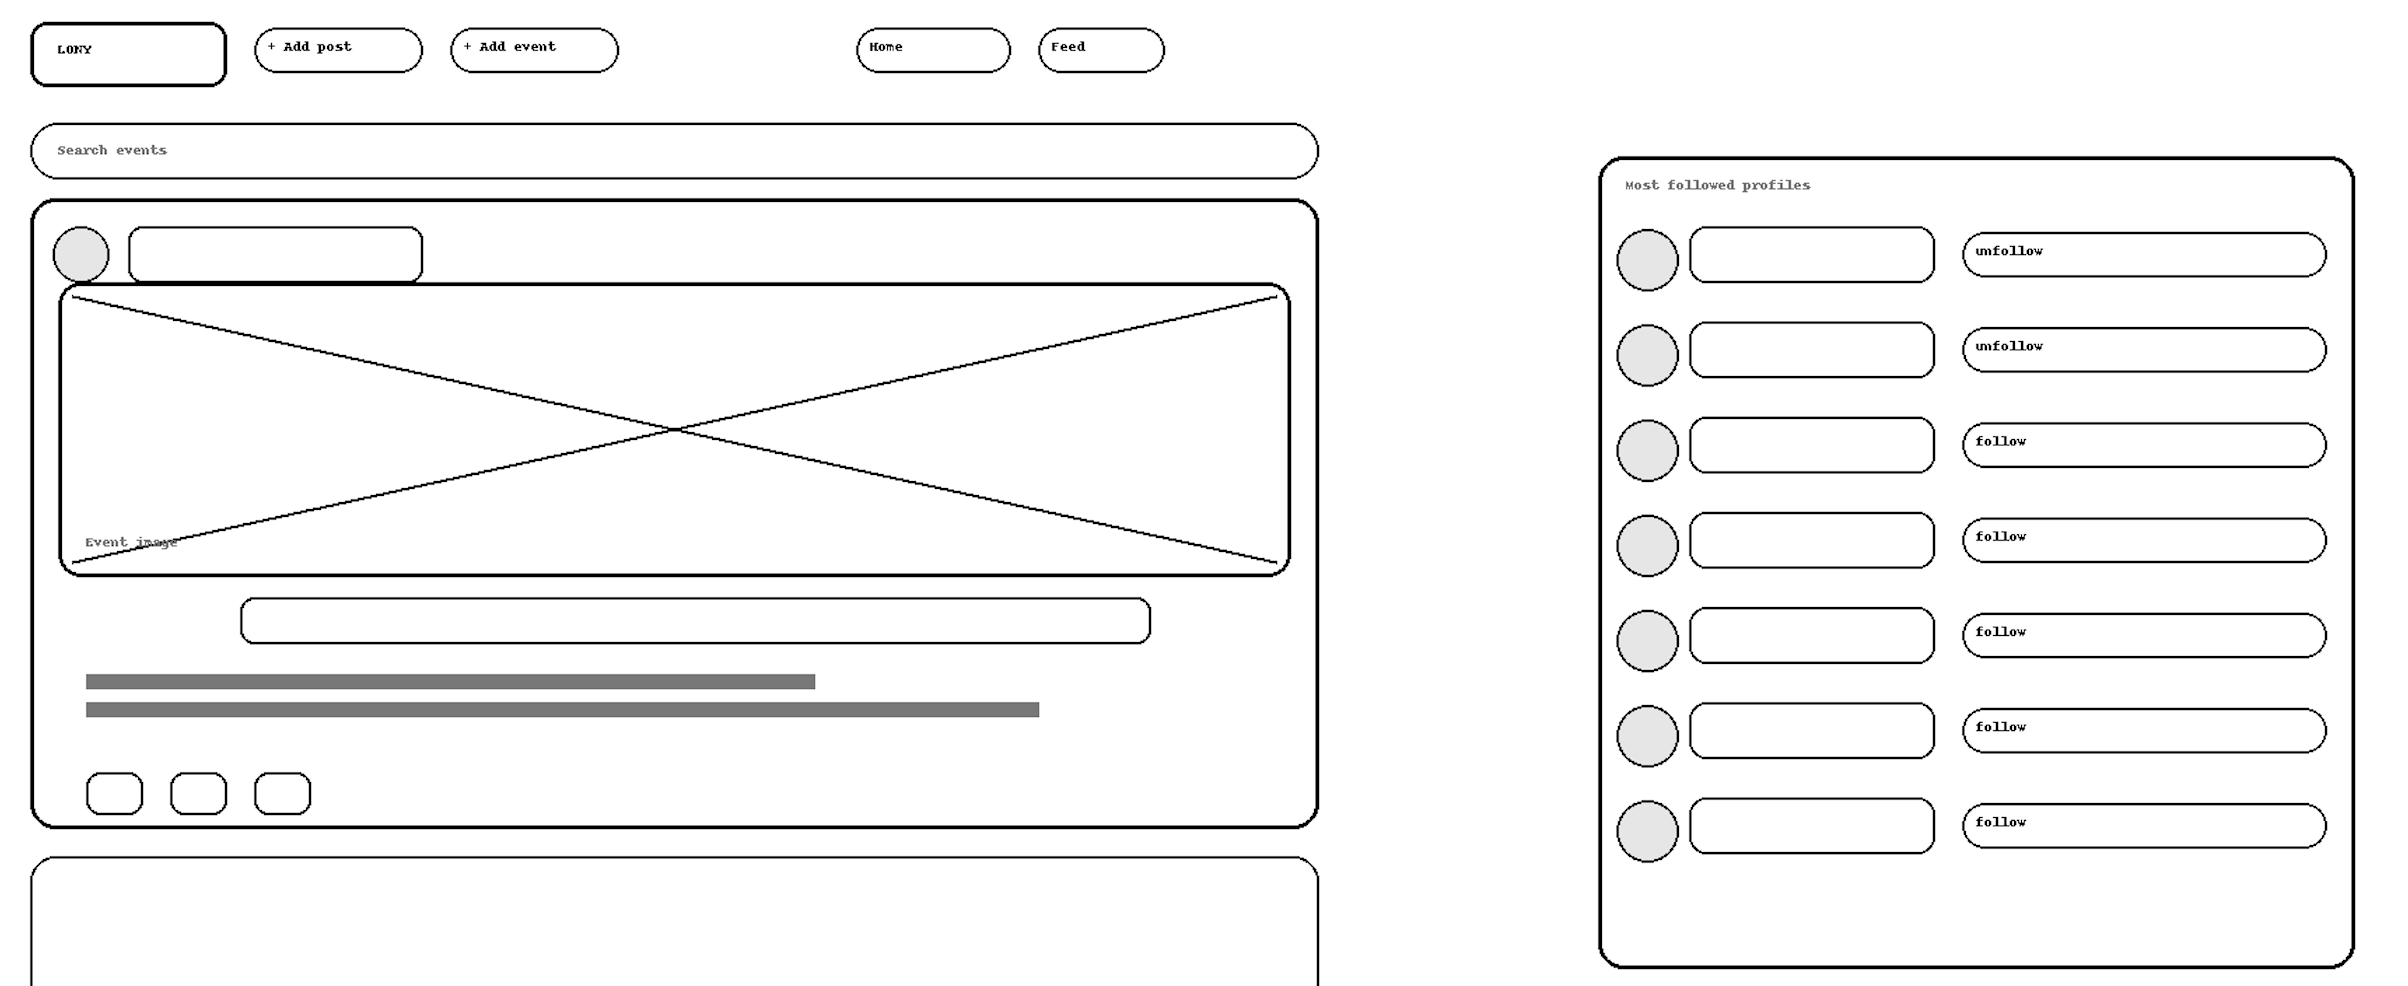 LONY
+ Add post
+ Add event
Home
Feed
Search events
Event image
Most followed profiles
unfollow
unfollow
follow
follow
follow
follow
follow